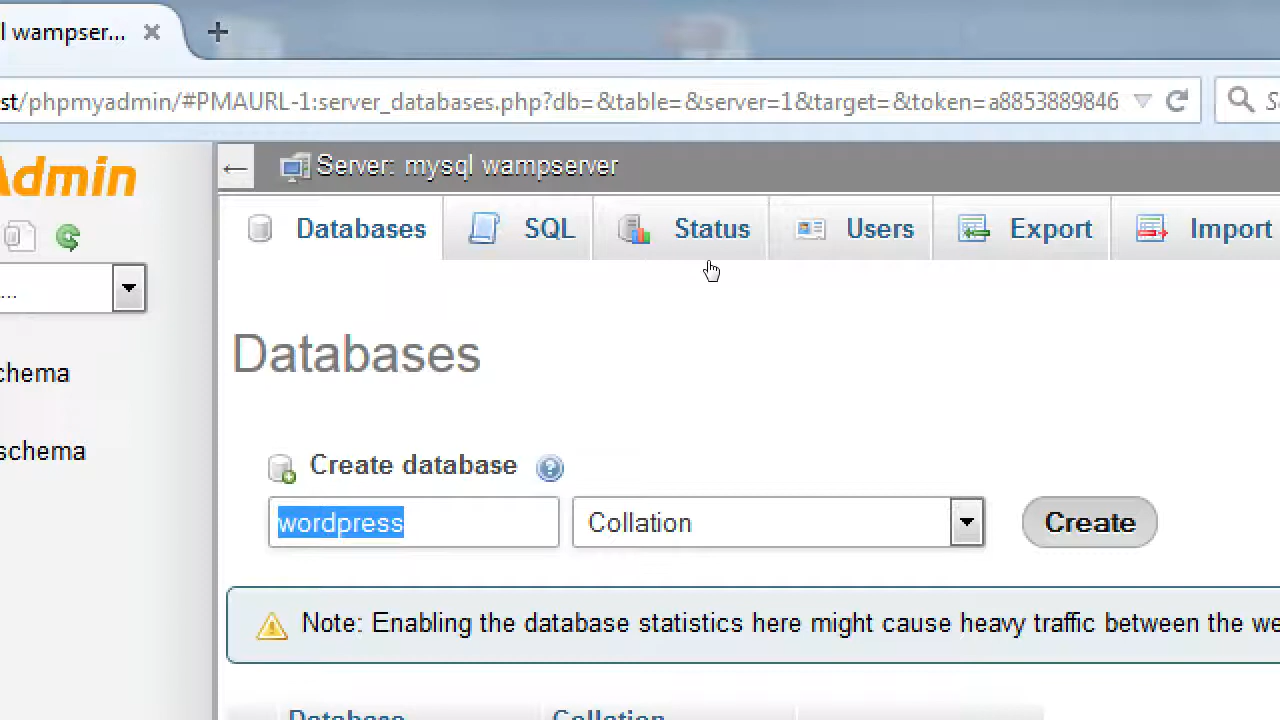 l wampser...
st/phpmyadmin/#PMAURL-1:server_databases.php?db=&table=&server=1&target=&token=a8853889846
S
Admin
Server: mysql wampserver
Databases SQL Status Users Export Import
...
Databases
chema
schema
Create database
wordpress Collation Create
Note: Enabling the database statistics here might cause heavy traffic between the we
Database Collation